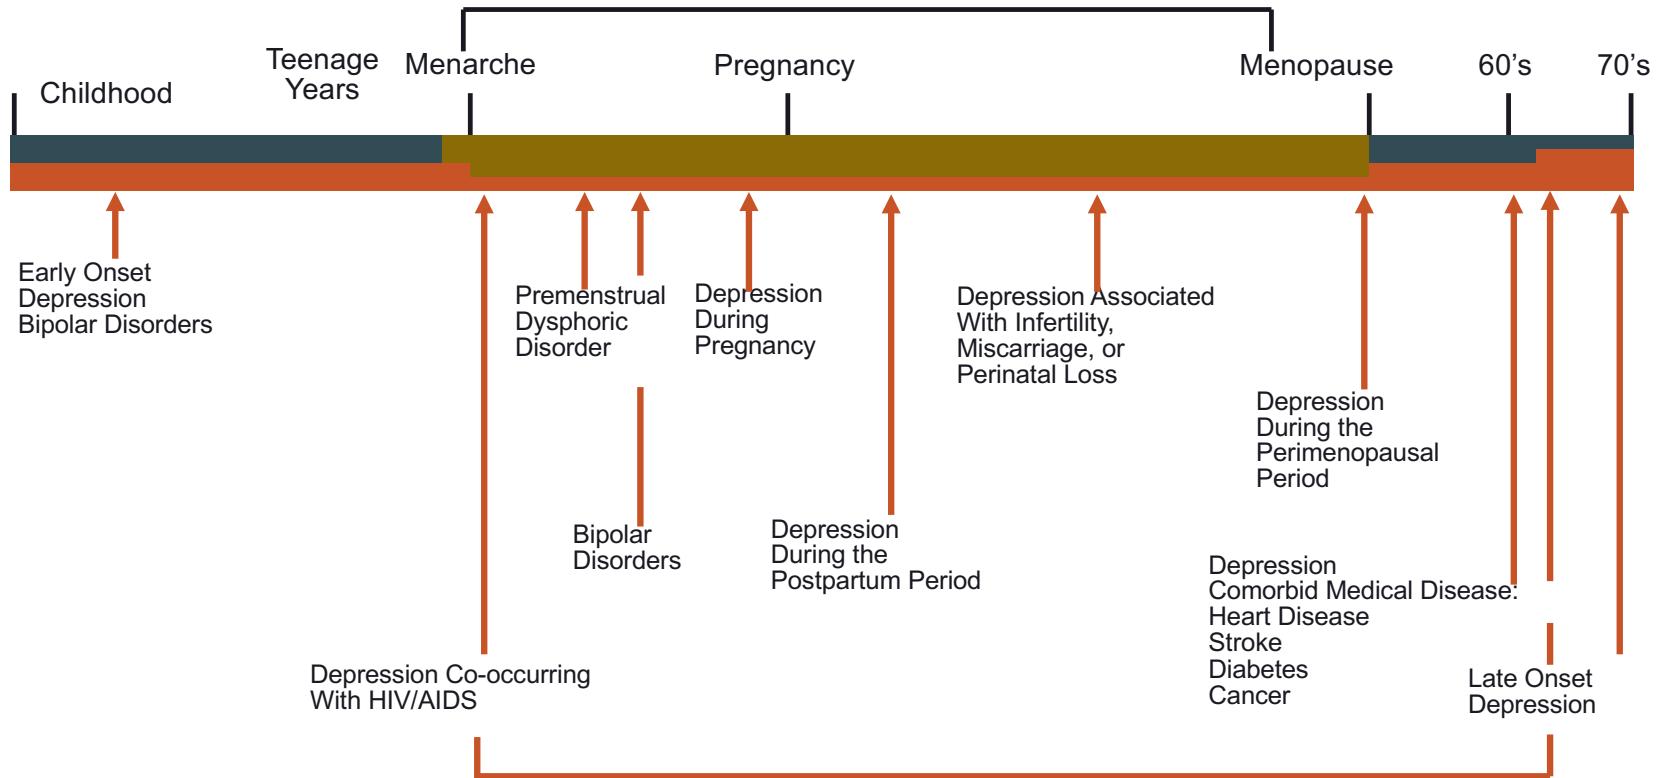 Childhood
Teenage
Years
Menarche
Pregnancy
Menopause
60's
70's
Early Onset
Depression
Bipolar Disorders
Premenstrual
Dysphoric
Disorder
Depression
During
Pregnancy
Depression Associated
With Infertility,
Miscarriage, or
Perinatal Loss
Depression
During the
Perimenopausal
Period
Bipolar
Disorders
Depression
During the
Postpartum Period
Depression
Comorbid Medical Disease:
Heart Disease
Stroke
Diabetes
Cancer
Depression Co-occurring
With HIV/AIDS
Late Onset
Depression